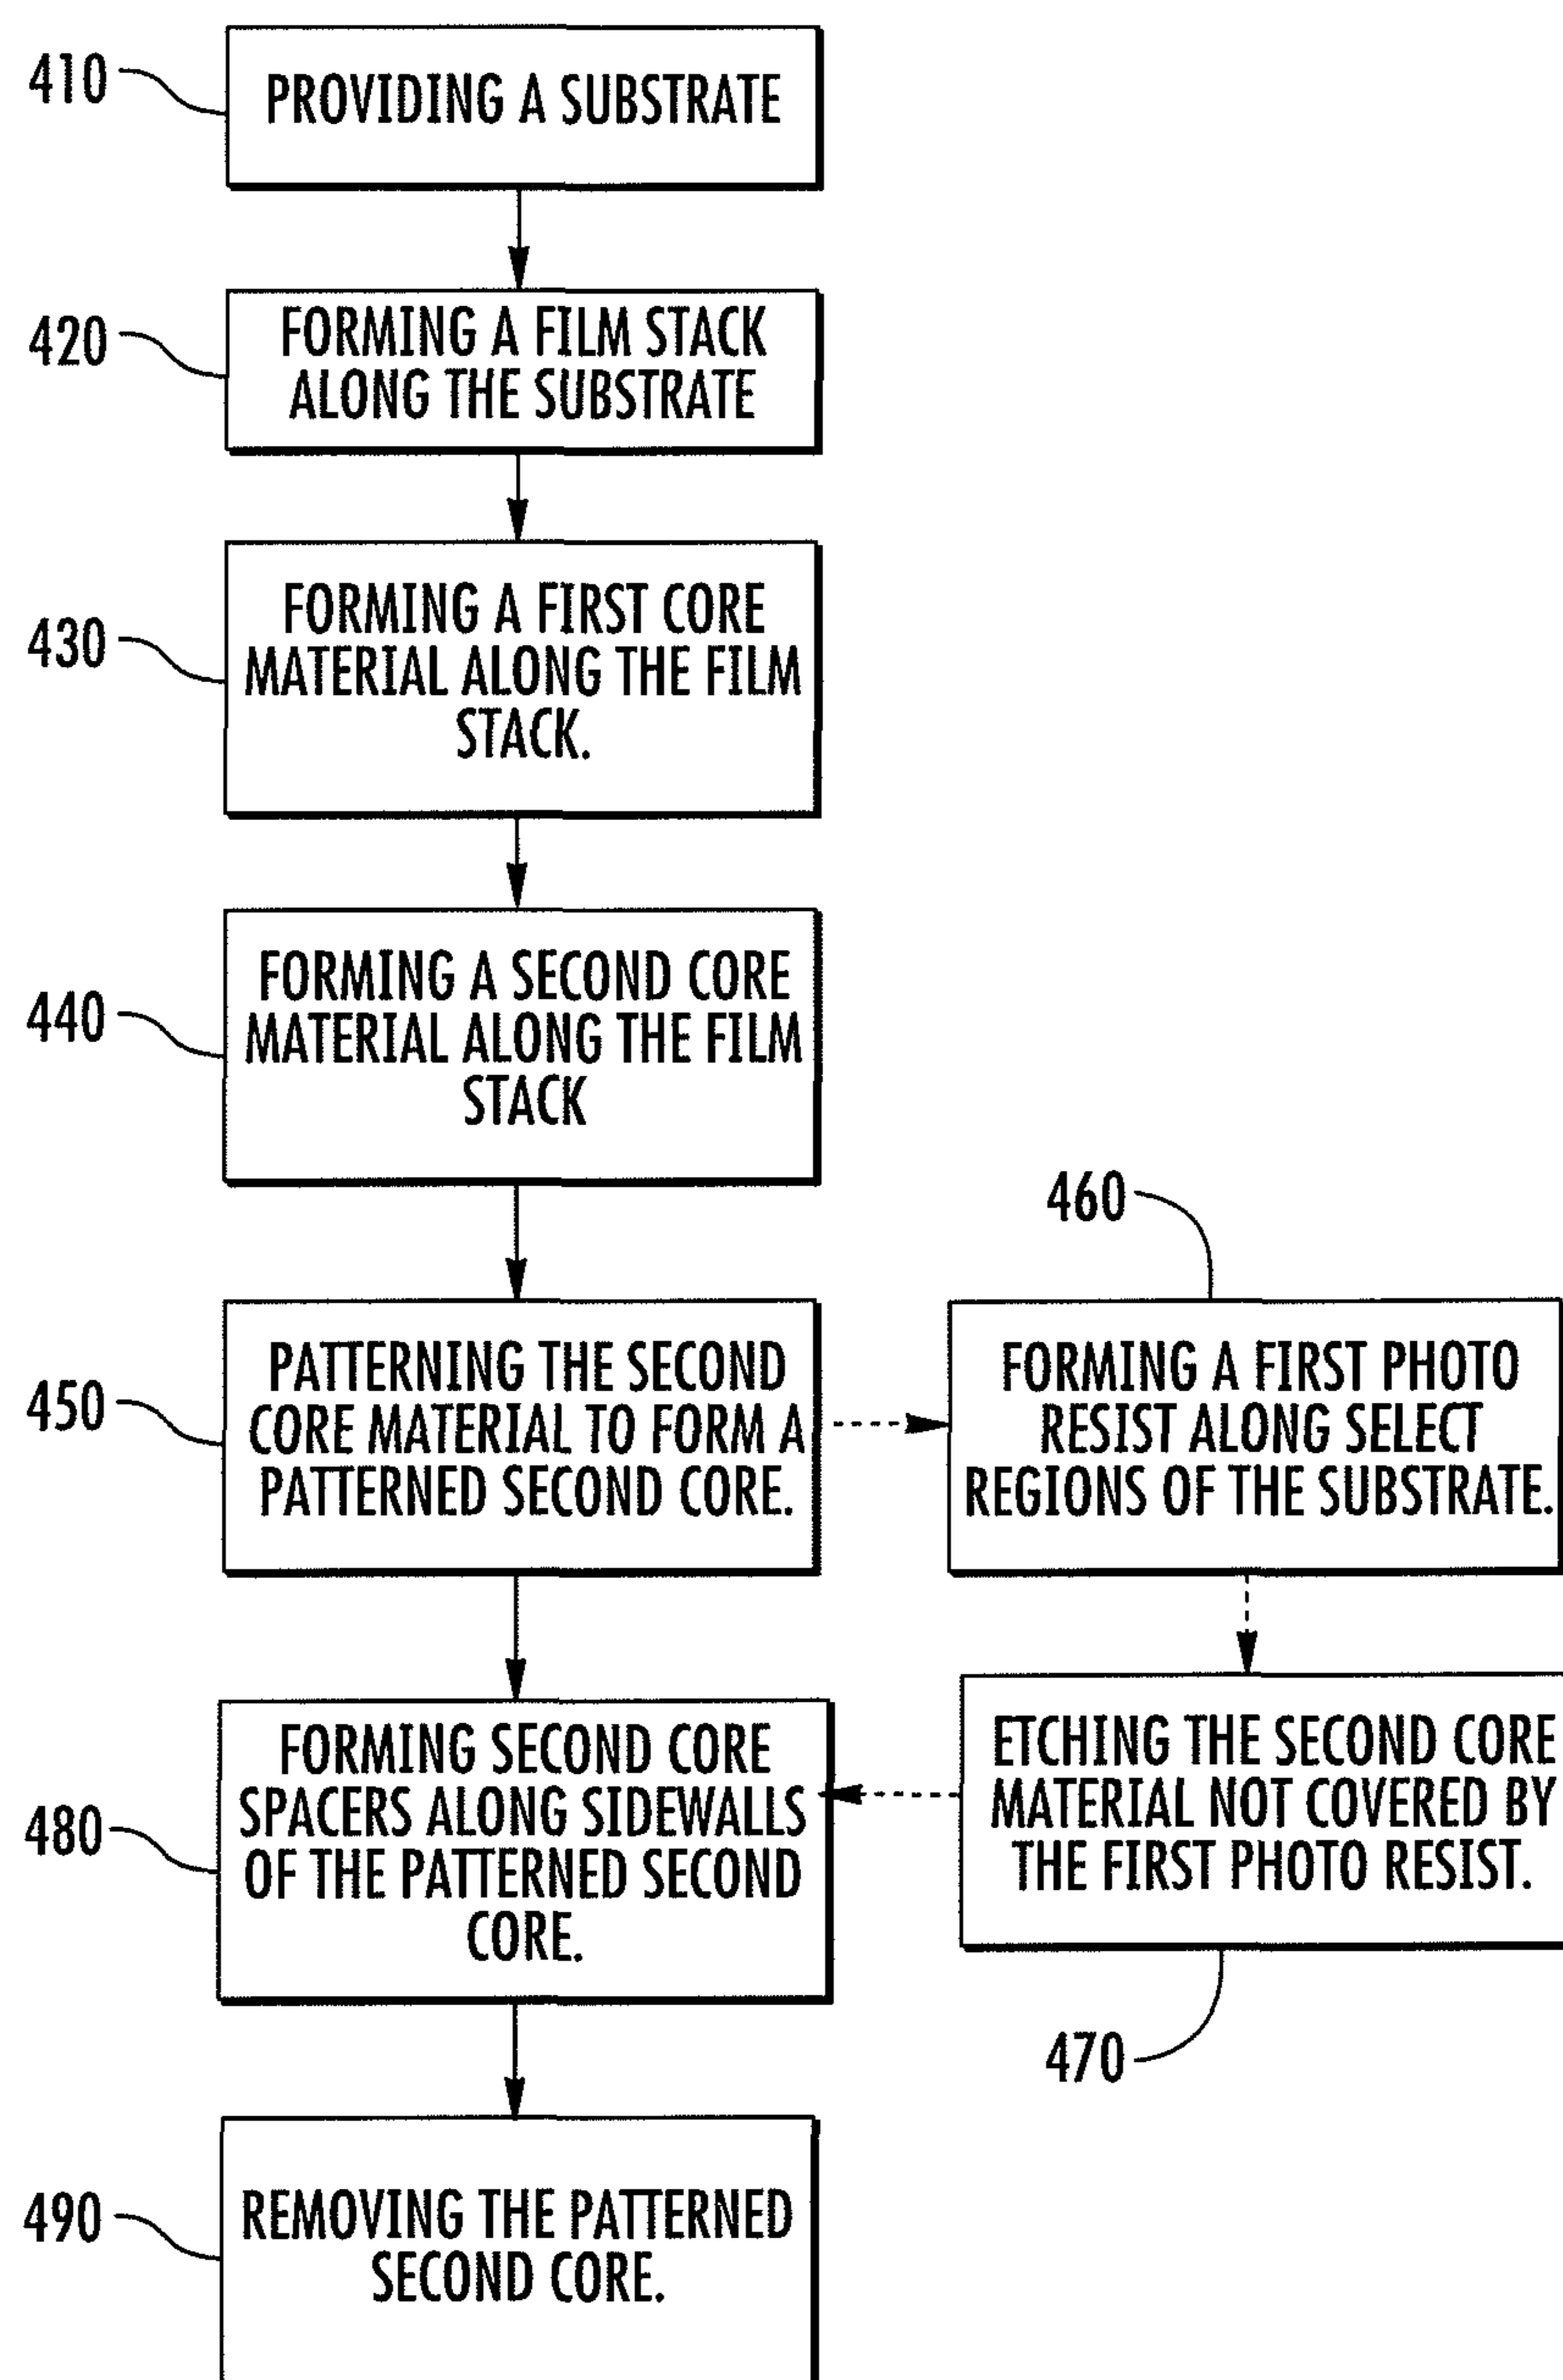 410
PROVIDING A SUBSTRATE
420
FORMING A FILM STACK
ALONG THE SUBSTRATE
430
FORMING A FIRST CORE
MATERIAL ALONG THE FILM
STACK.
440
FORMING A SECOND CORE
MATERIAL ALONG THE FILM
STACK
450
PATTERNING THE SECOND
CORE MATERIAL TO FORM A
PATTERNED SECOND CORE.
460
FORMING A FIRST PHOTO
RESIST ALONG SELECT
REGIONS OF THE SUBSTRATE.
ETCHING THE SECOND CORE
MATERIAL NOT COVERED BY
THE FIRST PHOTO RESIST.
470
480
FORMING SECOND CORE
SPACERS ALONG SIDEWALLS
OF THE PATTERNED SECOND
CORE.
490
REMOVING THE PATTERNED
SECOND CORE.